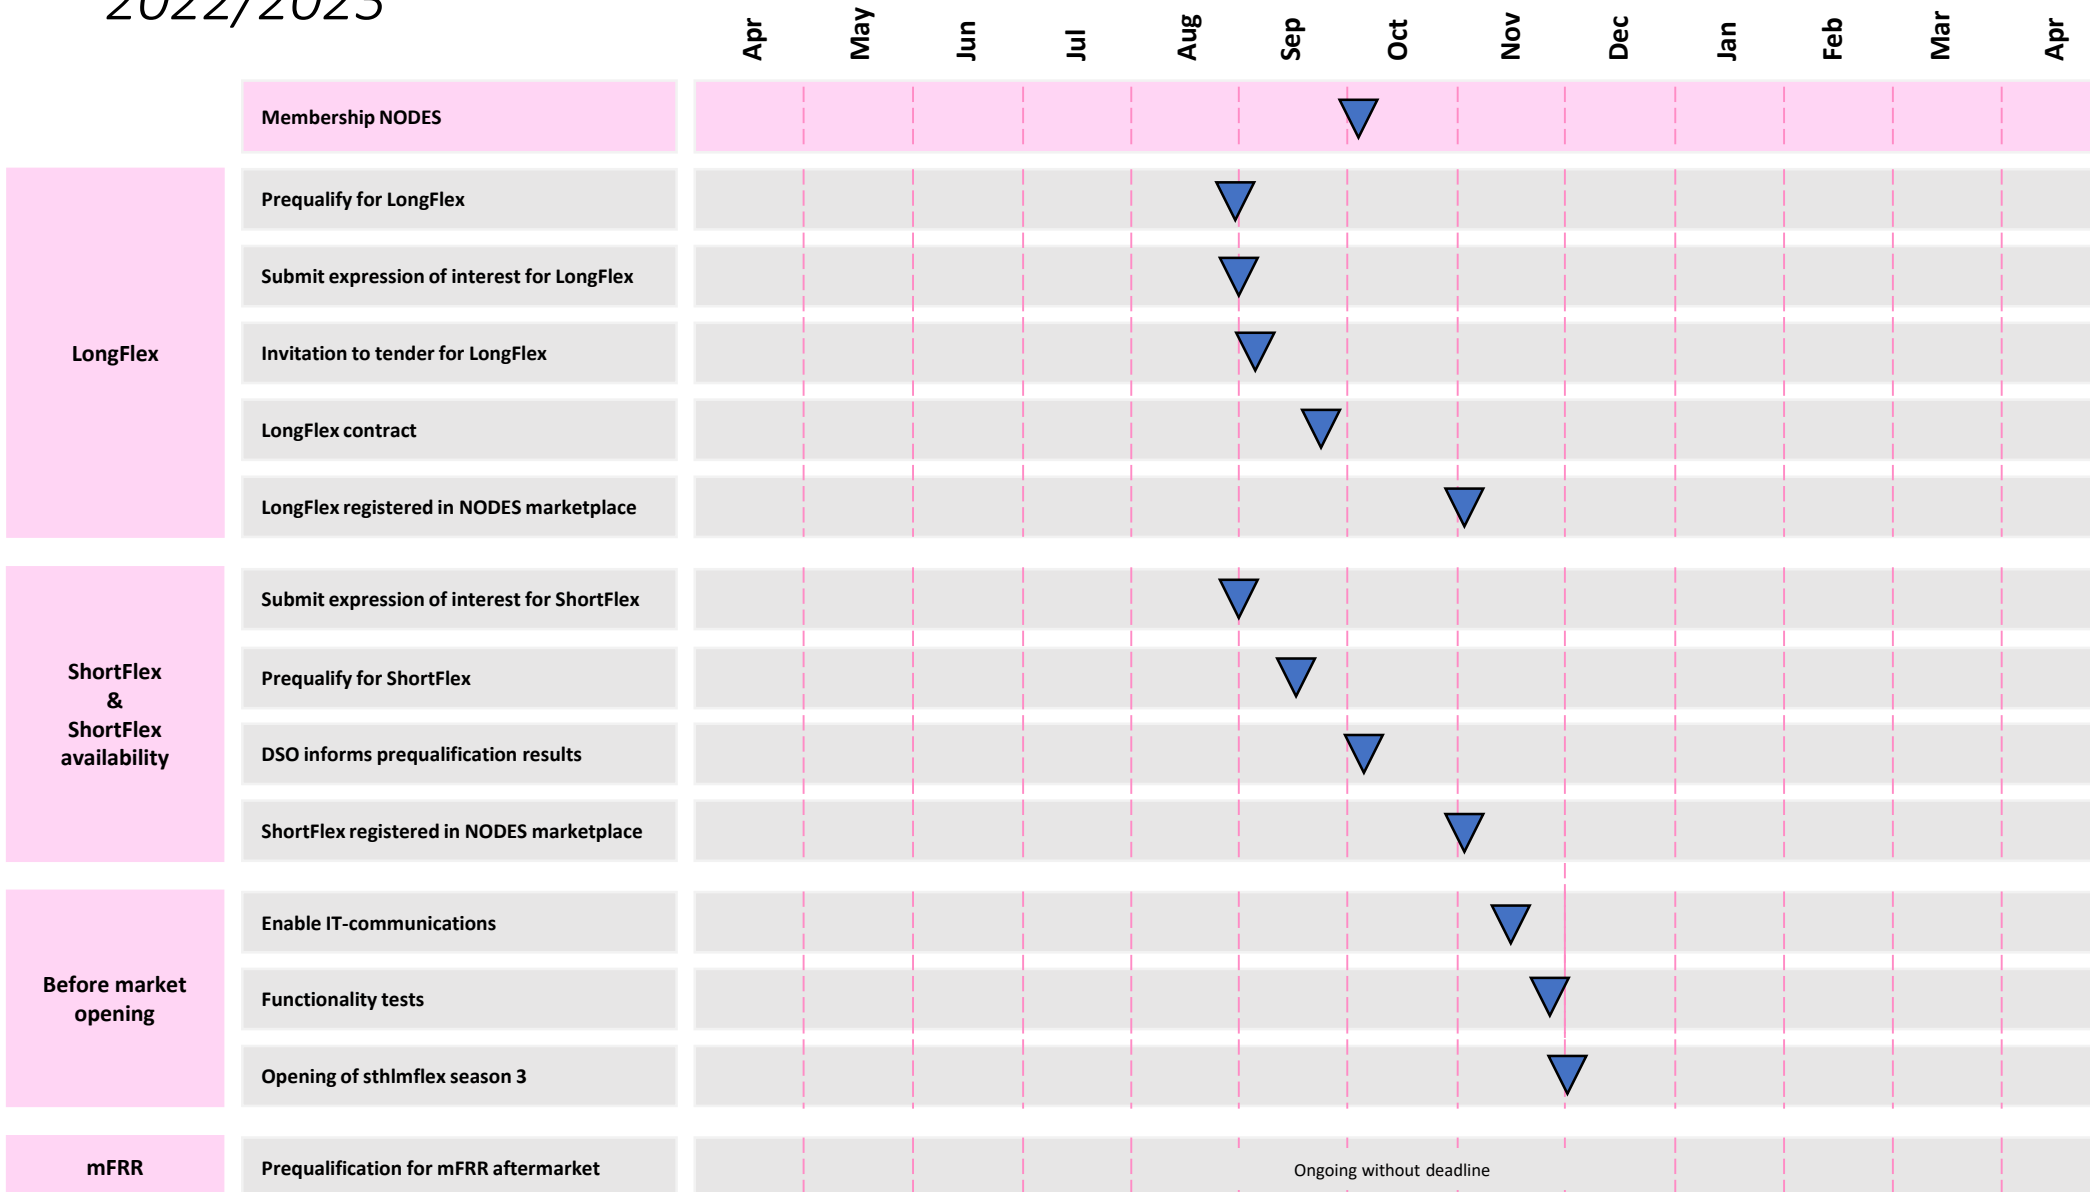 2022/2023
Apr
May
Jun
Jul
Aug
Sep
Oct
Nov
Dec
Jan
Feb
Mar
Apr
Membership NODES
LongFlex
Prequalify for LongFlex
Submit expression of interest for LongFlex
Invitation to tender for LongFlex
LongFlex contract
LongFlex registered in NODES marketplace
ShortFlex
&
ShortFlex
availability
Submit expression of interest for ShortFlex
Prequalify for ShortFlex
DSO informs prequalification results
ShortFlex registered in NODES marketplace
Before market
opening
Enable IT-communications
Functionality tests
Opening of sthlmflex season 3
mFRR
Prequalification for mFRR aftermarket
Ongoing without deadline